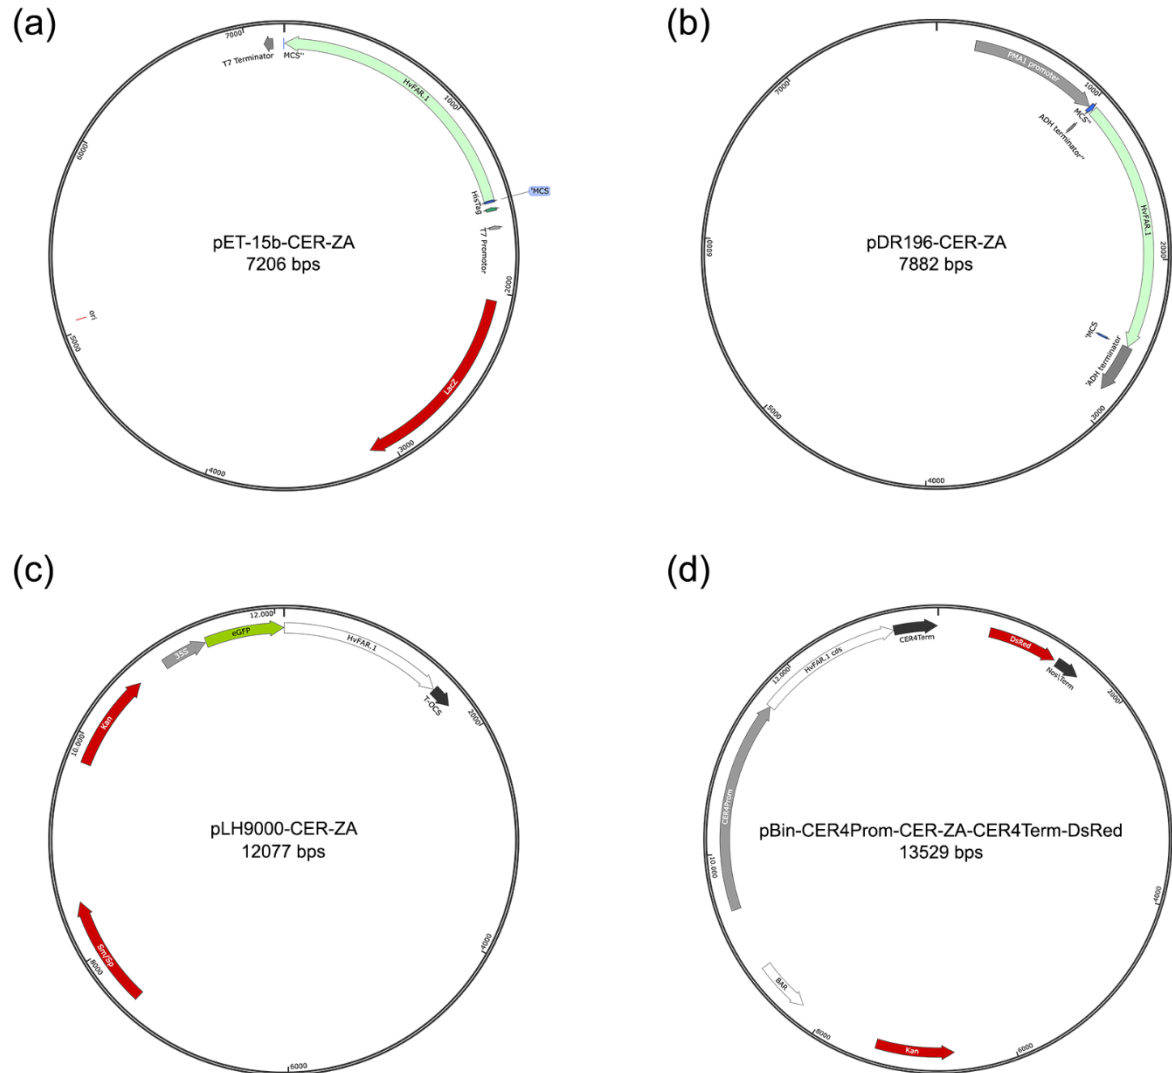 (a)
7000
T7 Terminator
MCS''
HvFAR.1
1000
'MCS
HisTag
T7 Promotor
2000
LacZ
3000
4000
5000
ori
6000
pET-15b-CER-ZA
7206 bps
(b)
PMA1 promoter
1000
MCS''
ADH terminator''
HvFAR.1
2000
'MCS
'ADH terminator
3000
4000
5000
6000
7000
pDR196-CER-ZA
7882 bps
(c)
12.000
35S
eGFP
HvFAR.1
T-OCS
2000
4000
6000
8000
Sm/Sp
10.000
Kan
pLH9000-CER-ZA
12077 bps
(d)
12.000
HvFAR.1 cds
CER4Term
DsRed
Nos\Term
2000
4000
6000
Kan
8000
BAR
10.000
CER4Prom
pBin-CER4Prom-CER-ZA-CER4Term-DsRed
13529 bps